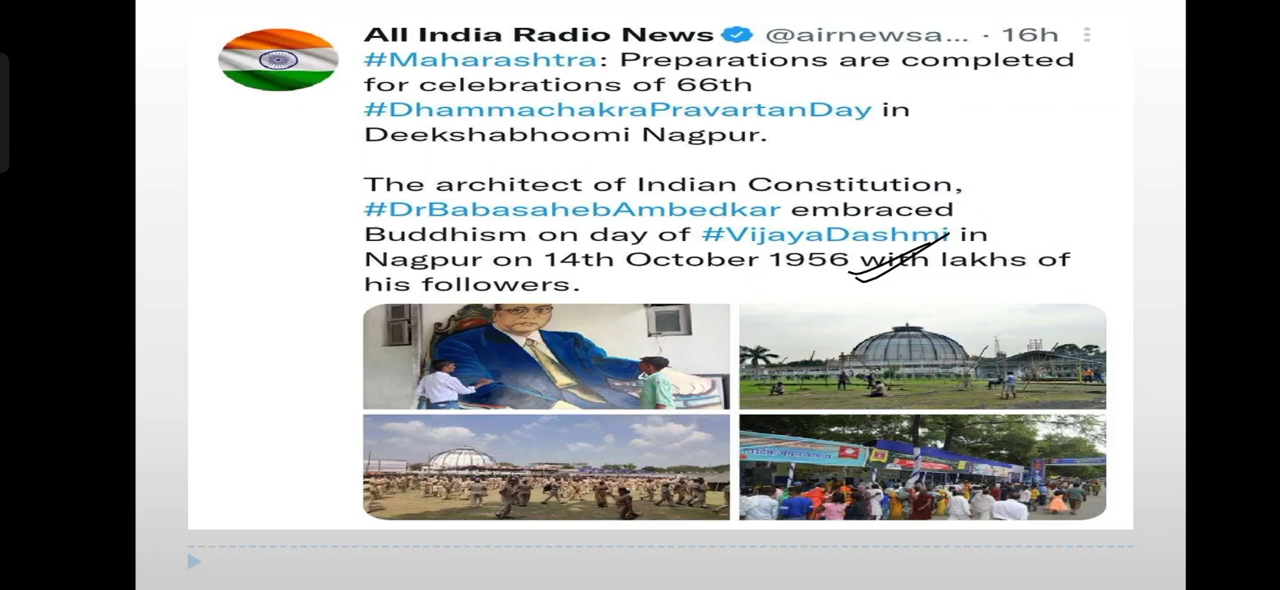 All India Radio News @airnewsa... · 16h
#Maharashtra: Preparations are completed
for celebrations of 66th
#DhammachakraPravartanDay in
Deekshabhoomi Nagpur.
The architect of Indian Constitution,
#DrBabasahebAmbedkar embraced
Buddhism on day of #VijayaDashmi in
Nagpur on 14th October 1956 with lakhs of
his followers.